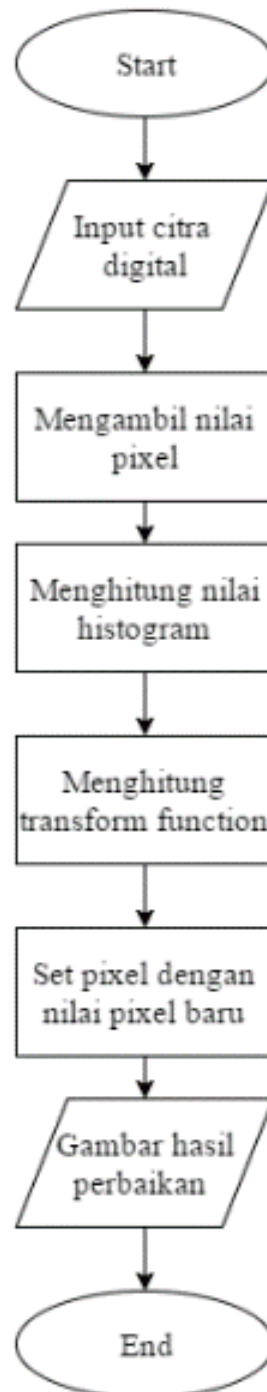 Start
Input citra
digital
Mengambil nilai
pixel
Menghitung nilai
histogram
Menghitung
transform function
Set pixel dengan
nilai pixel baru
Gambar hasil
perbaikan
End